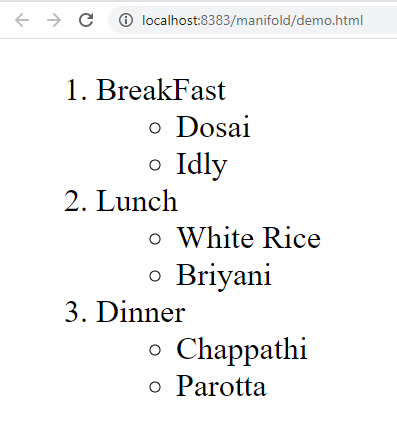 localhost:8383/manifold/demo.html
1. BreakFast
Dosai
Idly
2. Lunch
White Rice
Briyani
3. Dinner
Chappathi
Parotta